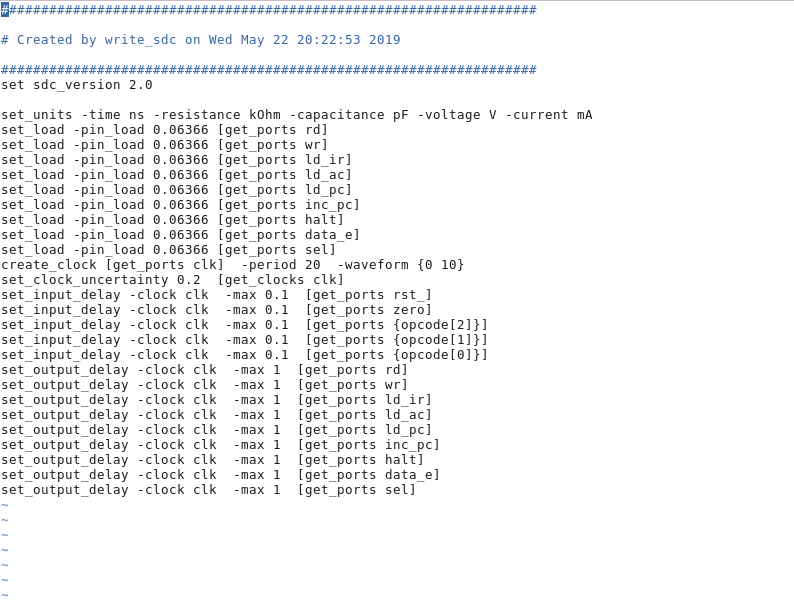 ###################################################################
# Created by write_sdc on Wed May 22 20:22:53 2019
###################################################################
set sdc_version 2.0
set_units -time ns -resistance kOhm -capacitance pF -voltage V -current mA
set_load -pin_load 0.06366 [get_ports rd]
set_load -pin_load 0.06366 [get_ports wr]
set_load -pin_load 0.06366 [get_ports ld_ir]
set_load -pin_load 0.06366 [get_ports ld_ac]
set_load -pin_load 0.06366 [get_ports ld_pc]
set_load -pin_load 0.06366 [get_ports inc_pc]
set_load -pin_load 0.06366 [get_ports halt]
set_load -pin_load 0.06366 [get_ports data_e]
set_load -pin_load 0.06366 [get_ports sel]
create_clock [get_ports clk]  -period 20  -waveform {0 10}
set_clock_uncertainty 0.2  [get_clocks clk]
set_input_delay -clock clk  -max 0.1  [get_ports rst_]
set_input_delay -clock clk  -max 0.1  [get_ports zero]
set_input_delay -clock clk  -max 0.1  [get_ports {opcode[2]}]
set_input_delay -clock clk  -max 0.1  [get_ports {opcode[1]}]
set_input_delay -clock clk  -max 0.1  [get_ports {opcode[0]}]
set_output_delay -clock clk  -max 1  [get_ports rd]
set_output_delay -clock clk  -max 1  [get_ports wr]
set_output_delay -clock clk  -max 1  [get_ports ld_ir]
set_output_delay -clock clk  -max 1  [get_ports ld_ac]
set_output_delay -clock clk  -max 1  [get_ports ld_pc]
set_output_delay -clock clk  -max 1  [get_ports inc_pc]
set_output_delay -clock clk  -max 1  [get_ports halt]
set_output_delay -clock clk  -max 1  [get_ports data_e]
set_output_delay -clock clk  -max 1  [get_ports sel]
~
~
~
~
~
~
~